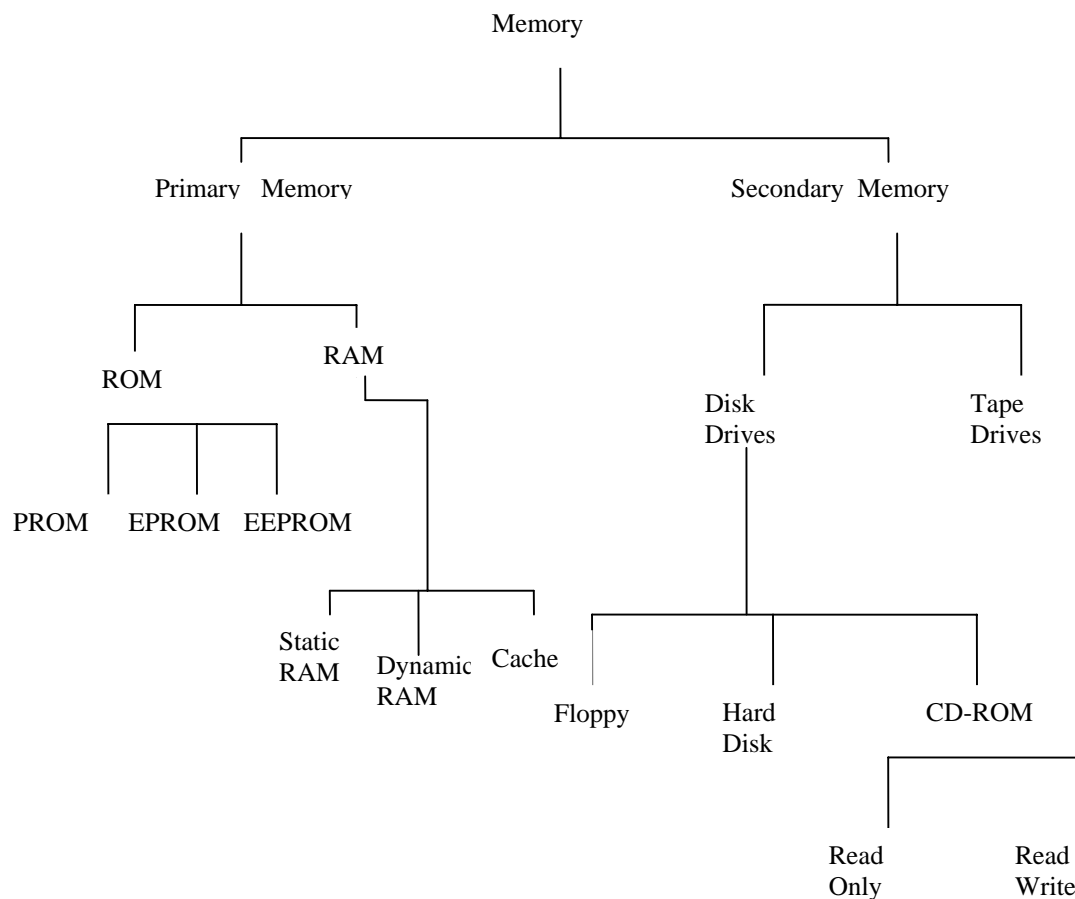 Memory
Primary Memory
Secondary Memory
ROM
RAM
Disk
Drives
Tape
Drives
PROM
EPROM
EEPROM
Static
RAM
Dynamic
RAM
Cache
Floppy
Hard
Disk
CD-ROM
Read
Only
Read
Write